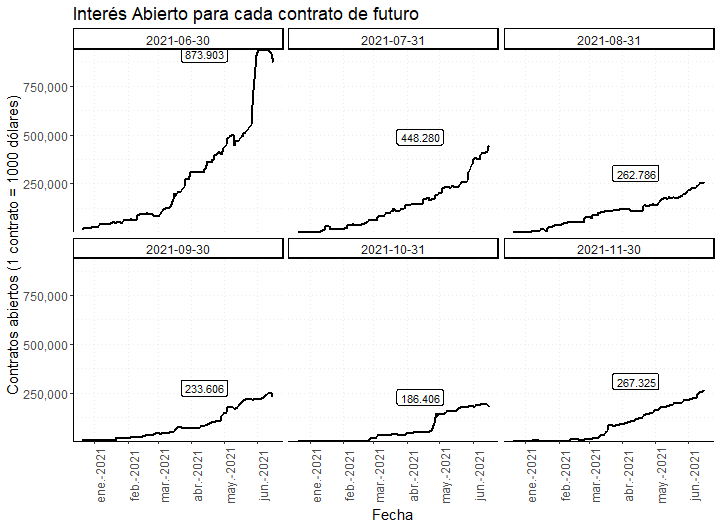 Interés Abierto para cada contrato de futuro
2021-06-30
2021-07-31
2021-08-31
873.903
448.280
262.786
750,000
500,000
250,000
2021-09-30
2021-10-31
2021-11-30
233.606
186.406
267.325
750,000
500,000
250,000
Contratos abiertos (1 contrato = 1000 dólares)
ene.-2021
feb.-2021
mar.-2021
abr.-2021
may.-2021
jun.-2021
ene.-2021
feb.-2021
mar.-2021
abr.-2021
may.-2021
jun.-2021
ene.-2021
feb.-2021
mar.-2021
abr.-2021
may.-2021
jun.-2021
Fecha